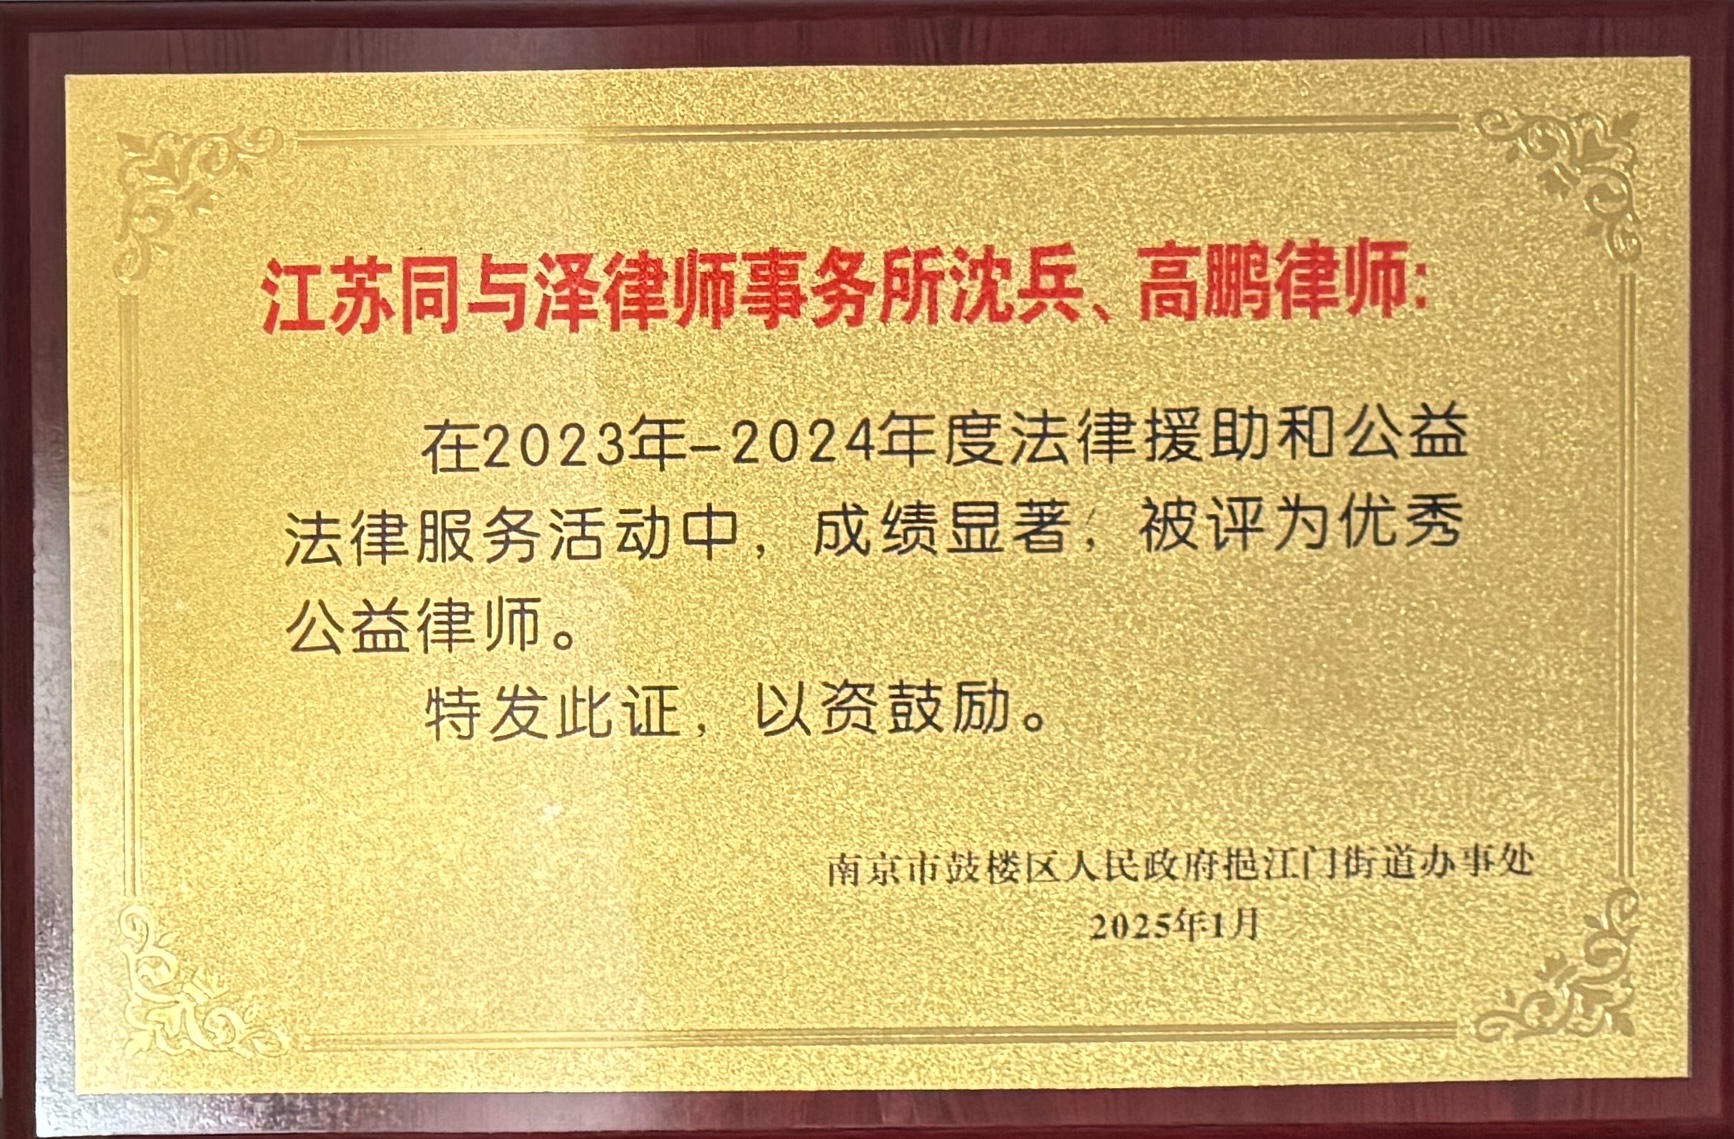 江苏同与泽律师事务所沈兵、高鹏律师:
在2023年-2024年度法律援助和公益
法律服务活动中，成绩显著；被评为优秀
公益律师。
特发此证，以资鼓励。
南京市鼓楼区人民政府挹江门街道办事处
2025年1月